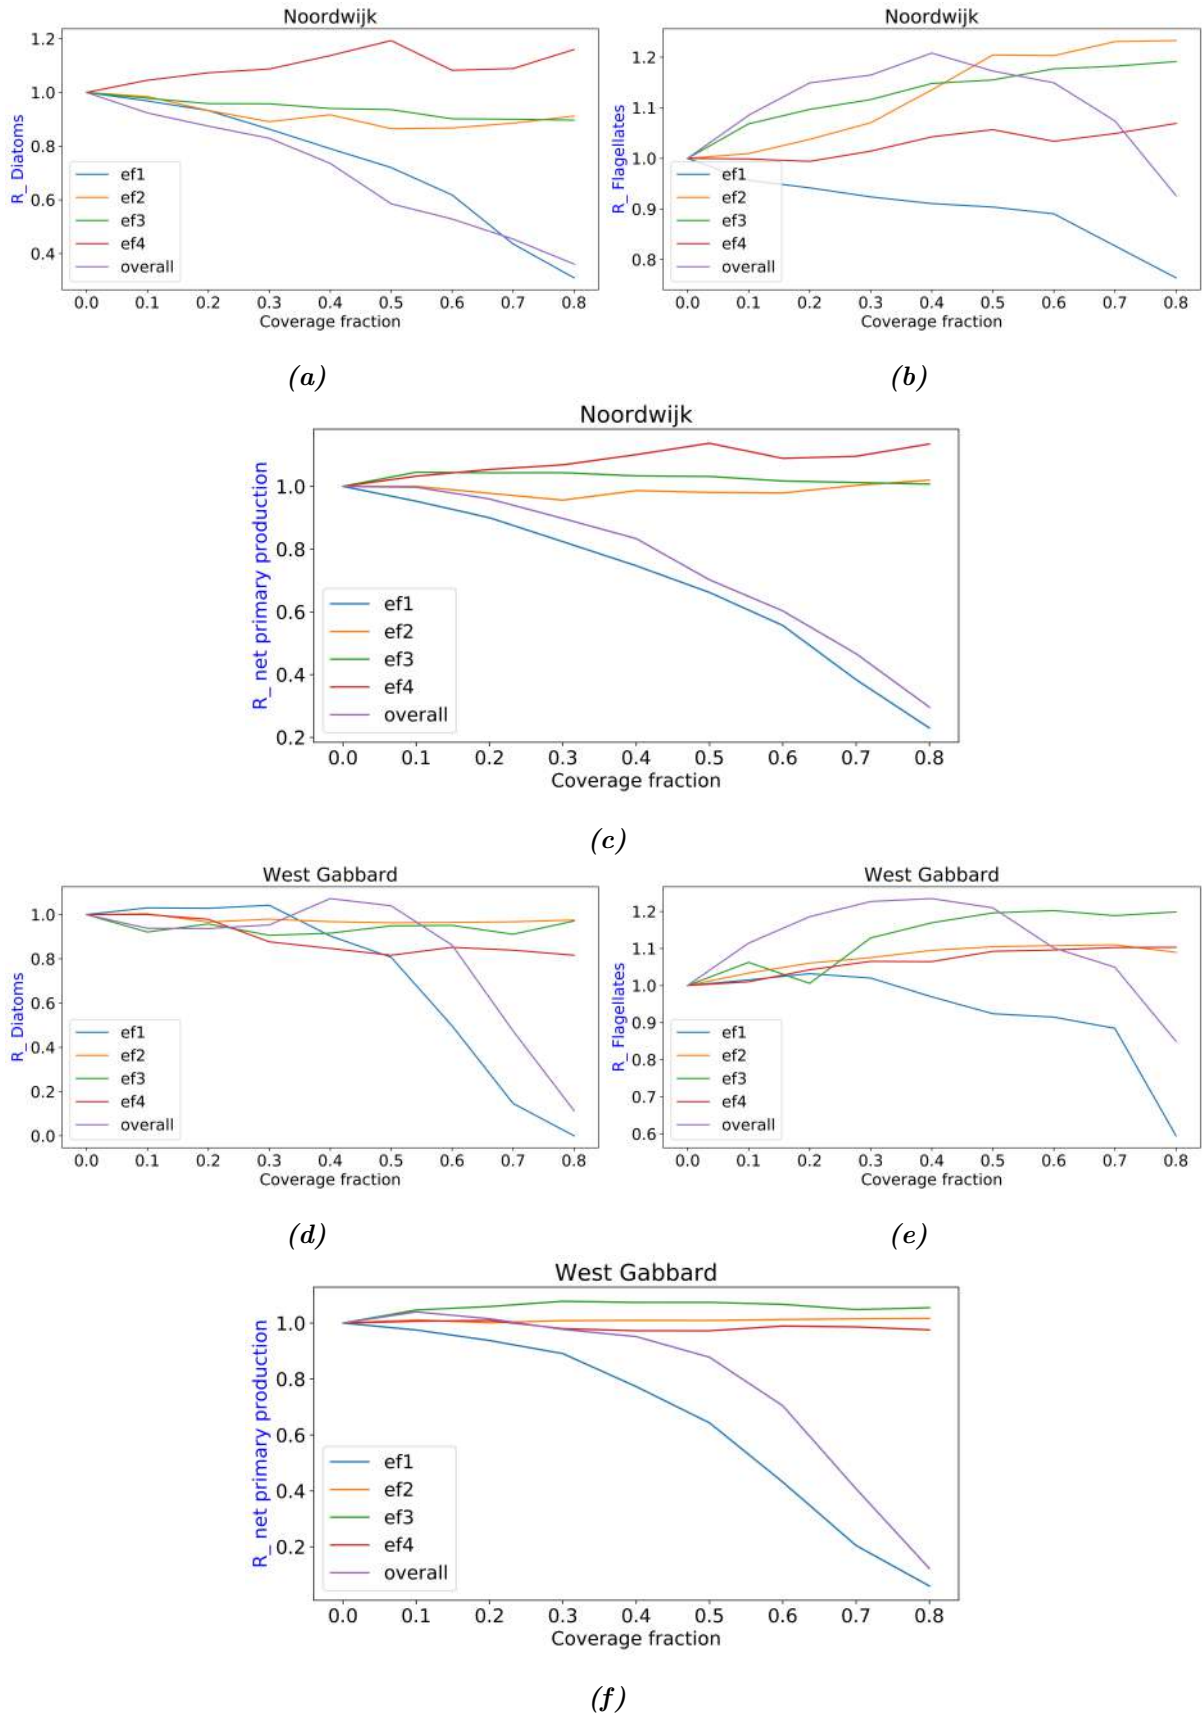 Noordwijk
1.2
1.0
0.8
0.6
0.4
R_ Diatoms
ef1
ef2
ef3
ef4
overall
0.0 0.1 0.2 0.3 0.4 0.5 0.6 0.7 0.8
Coverage fraction
(a)
Noordwijk
1.2
1.1
1.0
0.9
0.8
R_ Flagellates
ef1
ef2
ef3
ef4
overall
0.0 0.1 0.2 0.3 0.4 0.5 0.6 0.7 0.8
Coverage fraction
(b)
Noordwijk
1.0
0.8
0.6
0.4
0.2
R_ net primary production
ef1
ef2
ef3
ef4
overall
0.0 0.1 0.2 0.3 0.4 0.5 0.6 0.7 0.8
Coverage fraction
(c)
West Gabbard
1.0
0.8
0.6
0.4
0.2
0.0
R_ Diatoms
ef1
ef2
ef3
ef4
overall
0.0 0.1 0.2 0.3 0.4 0.5 0.6 0.7 0.8
Coverage fraction
(d)
West Gabbard
1.2
1.1
1.0
0.9
0.8
0.7
0.6
R_ Flagellates
ef1
ef2
ef3
ef4
overall
0.0 0.1 0.2 0.3 0.4 0.5 0.6 0.7 0.8
Coverage fraction
(e)
West Gabbard
1.0
0.8
0.6
0.4
0.2
R_ net primary production
ef1
ef2
ef3
ef4
overall
0.0 0.1 0.2 0.3 0.4 0.5 0.6 0.7 0.8
Coverage fraction
(f)